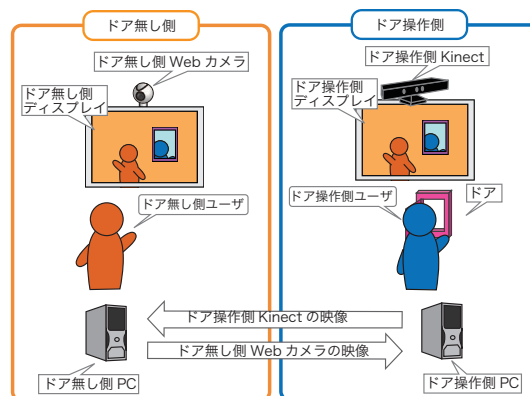 ドア無し側
ドア操作側
ドア無し側 Web カメラ
ドア操作側 Kinect
ドア無し側
ディスプレイ
ドア操作側
ディスプレイ
ドア無し側ユーザ
ドア操作側ユーザ
ドア
ドア操作側 Kinect の映像
ドア無し側 Web カメラの映像
ドア無し側 PC
ドア操作側 PC